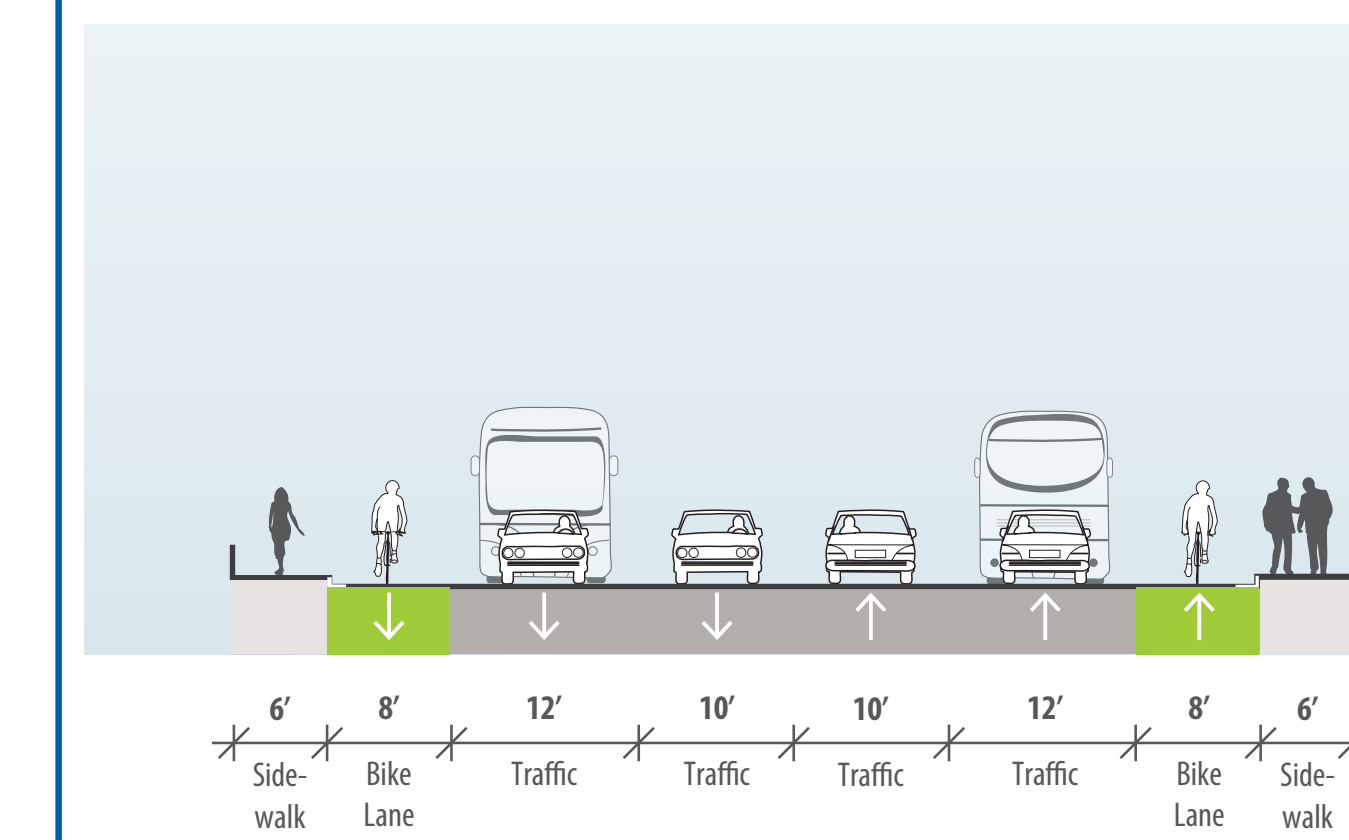 6′ 8′ 12′ 10′ 10′ 12′ 8′ 6′
Side- Bike Traffic Traffic Traffic Traffic Bike Side-
walk Lane Lane walk